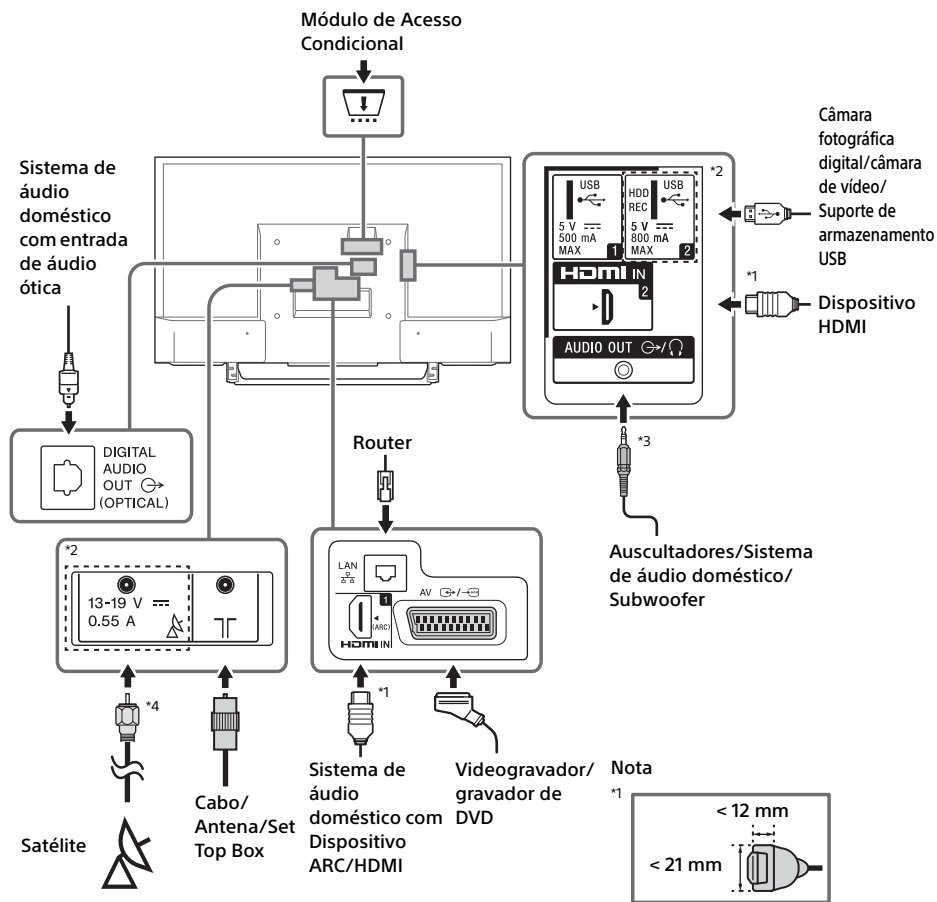 Módulo de Acesso
Condicional
Sistema de
áudio
doméstico
com entrada
de áudio
ótica
Câmara
fotográfica
digital/câmara
de vídeo/
Suporte de
armazenamento
USB
*2
USB
5 V
500 mA
MAX
1
HDD
REC
USB
5 V
800 mA
MAX
2
HDMI IN
2
*1
Dispositivo
HDMI
AUDIO OUT
*3
Auscultadores/Sistema
de áudio doméstico/
Subwoofer
DIGITAL
AUDIO
OUT
(OPTICAL)
Router
*2
13-19 V
0.55 A
LAN
1
(ARC)
HDMI IN
AV
*4
*1
Satélite
Cabo/
Antena/Set
Top Box
Sistema de
áudio
doméstico com
Dispositivo
ARC/HDMI
Videogravador/
gravador de
DVD
Nota
*1
< 12 mm
< 21 mm